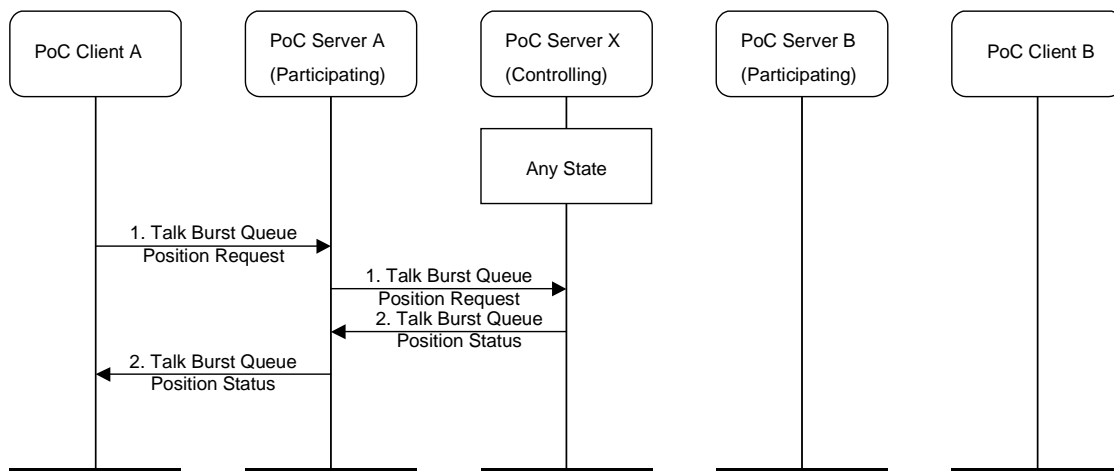 PoC Client A
PoC Server A
(Participating)
PoC Server X
(Controlling)
PoC Server B
(Participating)
PoC Client B
Any State
1. Talk Burst Queue
Position Request
1. Talk Burst Queue
Position Request
2. Talk Burst Queue
Position Status
2. Talk Burst Queue
Position Status